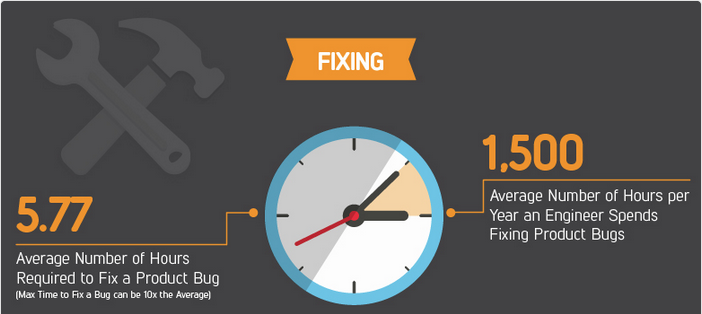 FIXING
5.77
Average Number of Hours
Required to Fix a Product Bug
(Max Time to Fix a Bug can be 10x the Average)
1,500
Average Number of Hours per
Year an Engineer Spends
Fixing Product Bugs